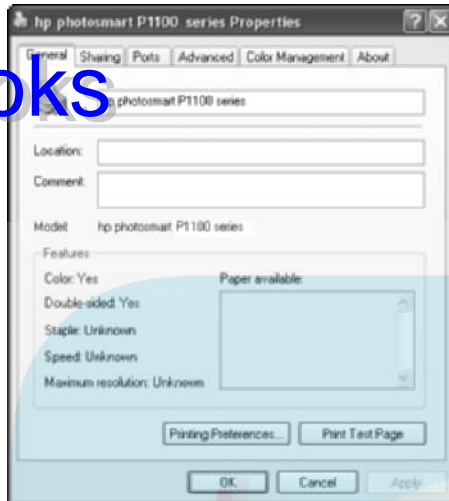 hp photosmart P1100 series Properties
General Sharing Ports Advanced Color Management About
oks
hp photosmart P1100 series
Location:
Comment:
Model: hp photosmart P1100 series
Features
Color: Yes Paper available:
Double-sided: Yes
Staple: Unknown
Speed: Unknown
Maximum resolution: Unknown
Printing Preferences... Print Test Page
OK Cancel Apply